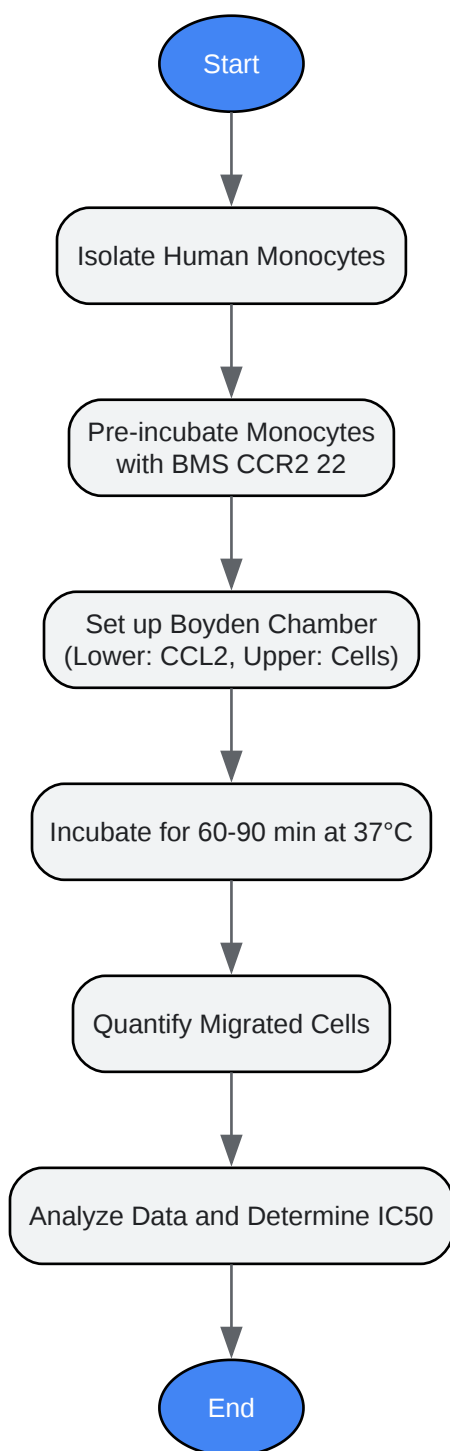 Start
Isolate Human Monocytes
Pre-incubate Monocytes
with BMS CCR2 22
Set up Boyden Chamber
(Lower: CCL2, Upper: Cells)
Incubate for 60-90 min at 37°C
Quantify Migrated Cells
Analyze Data and Determine IC50
End